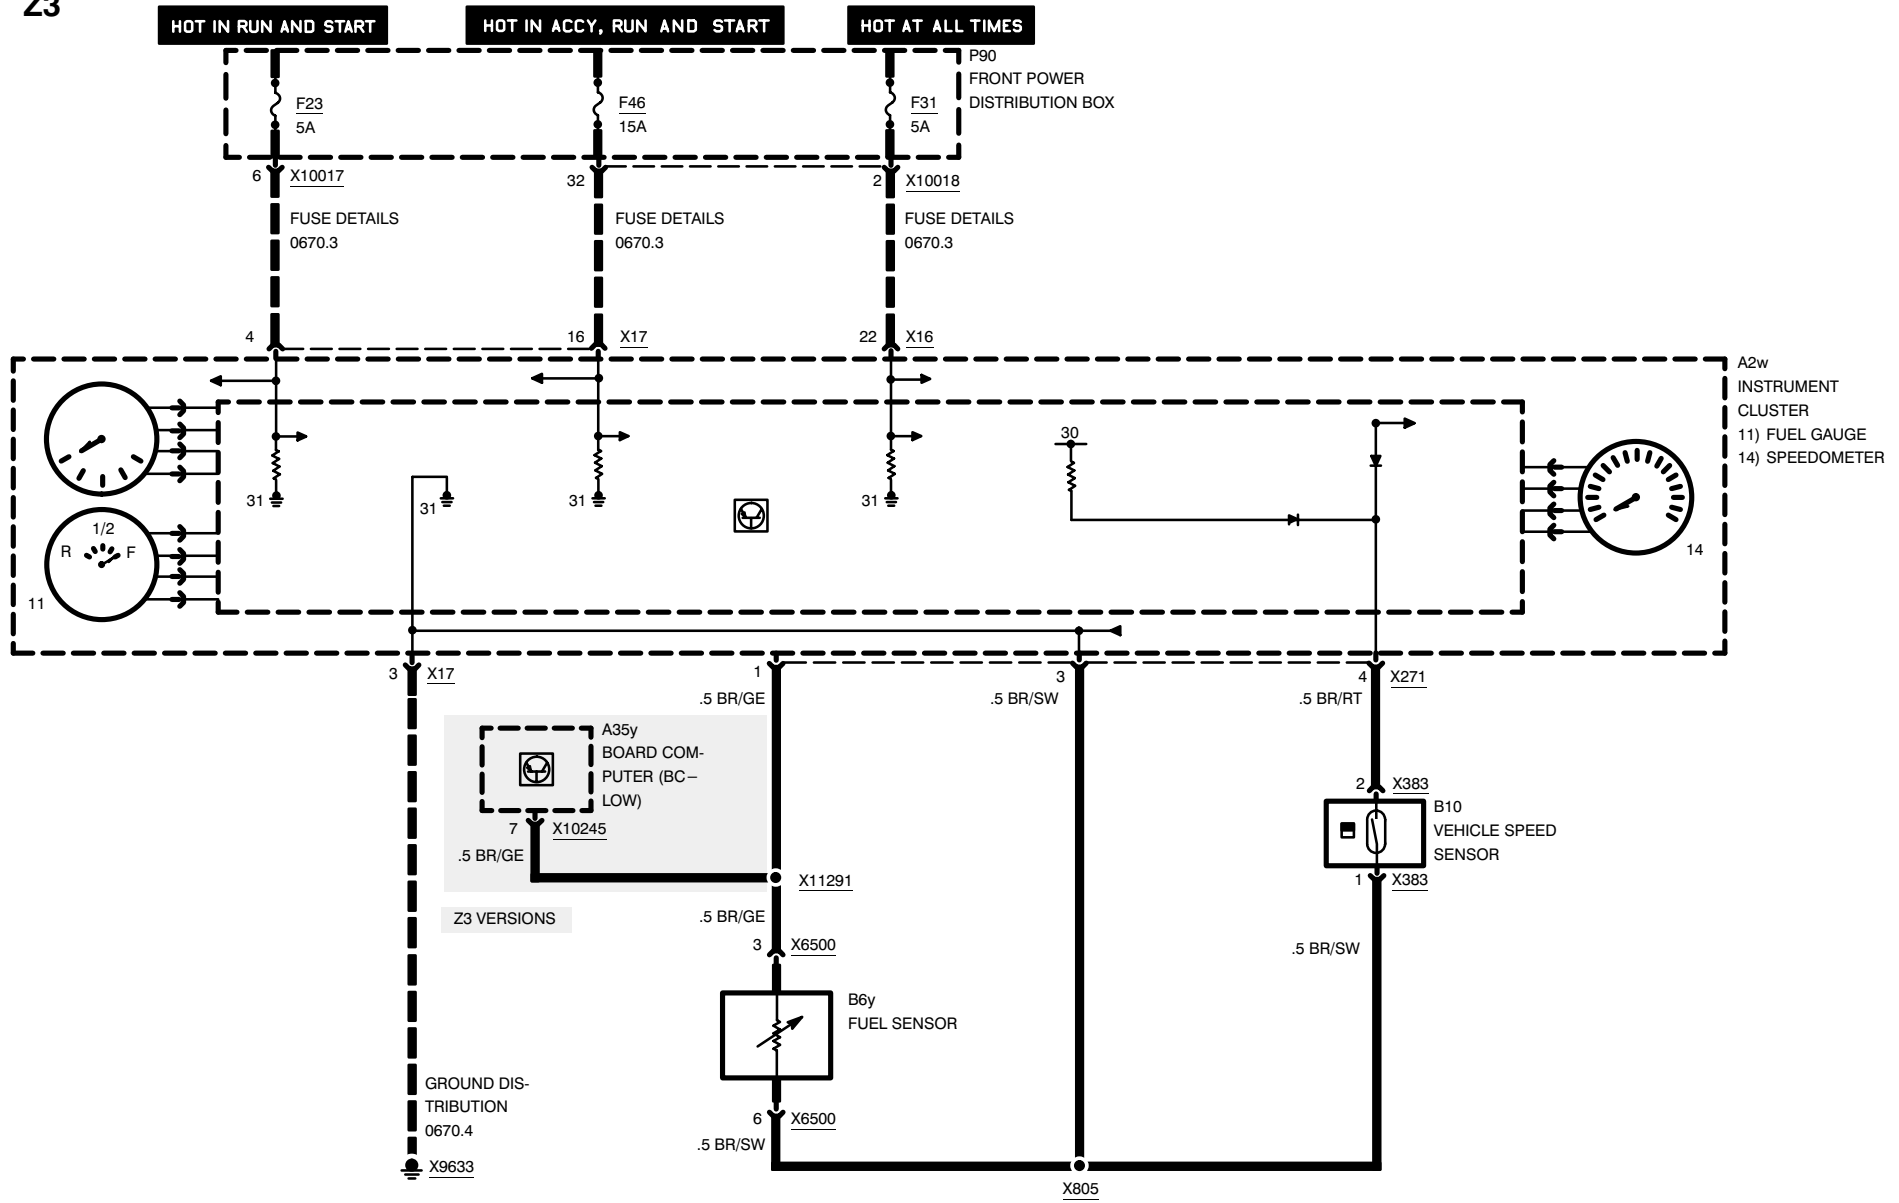 Z3
HOT IN RUN AND START
HOT IN ACCY, RUN AND START
HOT AT ALL TIMES
P90
FRONT POWER
DISTRIBUTION BOX
F23
5A
F46
15A
F31
5A
6 X10017
32
2 X10018
FUSE DETAILS
0670.3
FUSE DETAILS
0670.3
FUSE DETAILS
0670.3
4
16 X17
22 X16
A2w
INSTRUMENT
CLUSTER
11) FUEL GAUGE
14) SPEEDOMETER
30
31
31
31
31
1/2
R F
11
14
3 X17
1
3
4 X271
.5 BR/GE
.5 BR/SW
.5 BR/RT
A35y
BOARD COM-
PUTER (BC–
LOW)
7 X10245
.5 BR/GE
2 X383
B10
VEHICLE SPEED
SENSOR
1 X383
X11291
Z3 VERSIONS
.5 BR/GE
3 X6500
.5 BR/SW
B6y
FUEL SENSOR
GROUND DIS-
TRIBUTION
0670.4
6 X6500
.5 BR/SW
X9633
X805